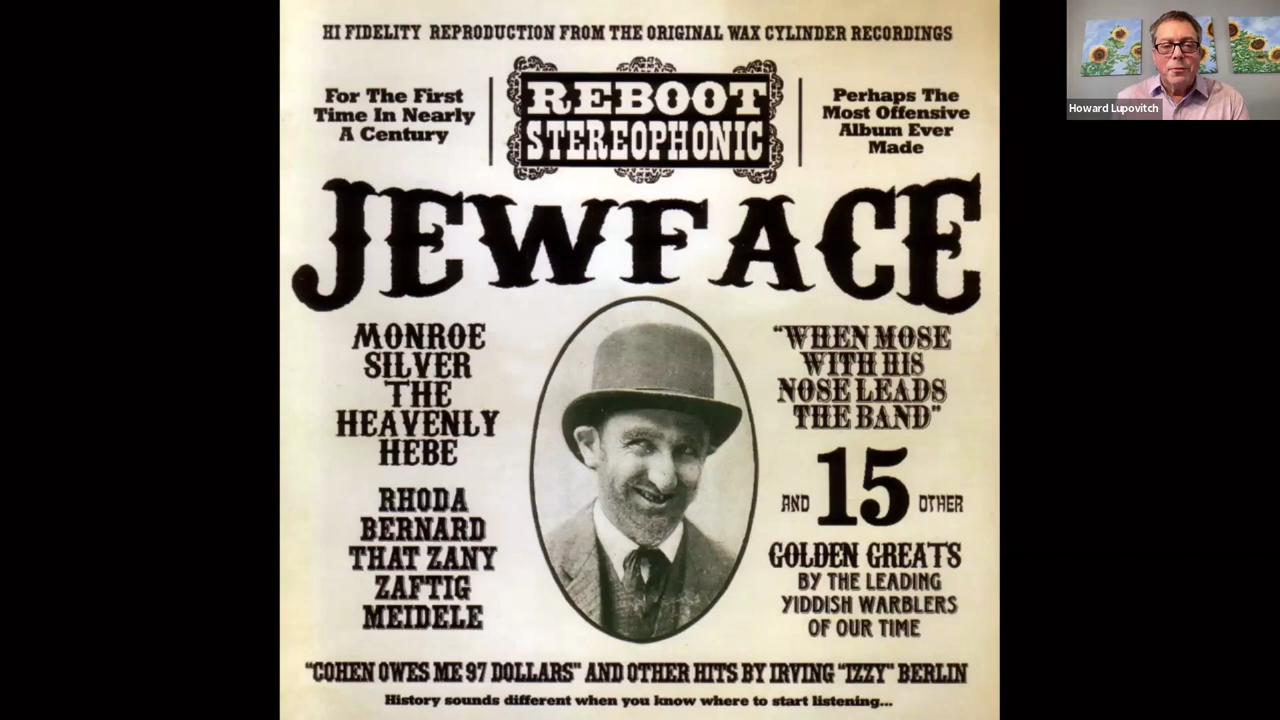 HI FIDELITY REPRODUCTION FROM THE ORIGINAL WAX CYLINDER RECORDINGS
For The First
Time In Nearly
A Century
REBOOT
STEREOPHONIC
Perhaps The
Most Offensive
Album Ever
Made
JEWFACE
MONROE
SILVER
THE
HEAVENLY
HEBE
RHODA
BERNARD
THAT ZANY
ZAFTIG
MEIDELE
"WHEN MOSE
WITH HIS
NOSE LEADS
THE BAND"
AND 15 OTHER
GOLDEN GREATS
BY THE LEADING
YIDDISH WARBLERS
OF OUR TIME
"COHEN OWES ME 97 DOLLARS" AND OTHER HITS BY IRVING "IZZY" BERLIN
History sounds different when you know where to start listening...
Howard Lupovitch